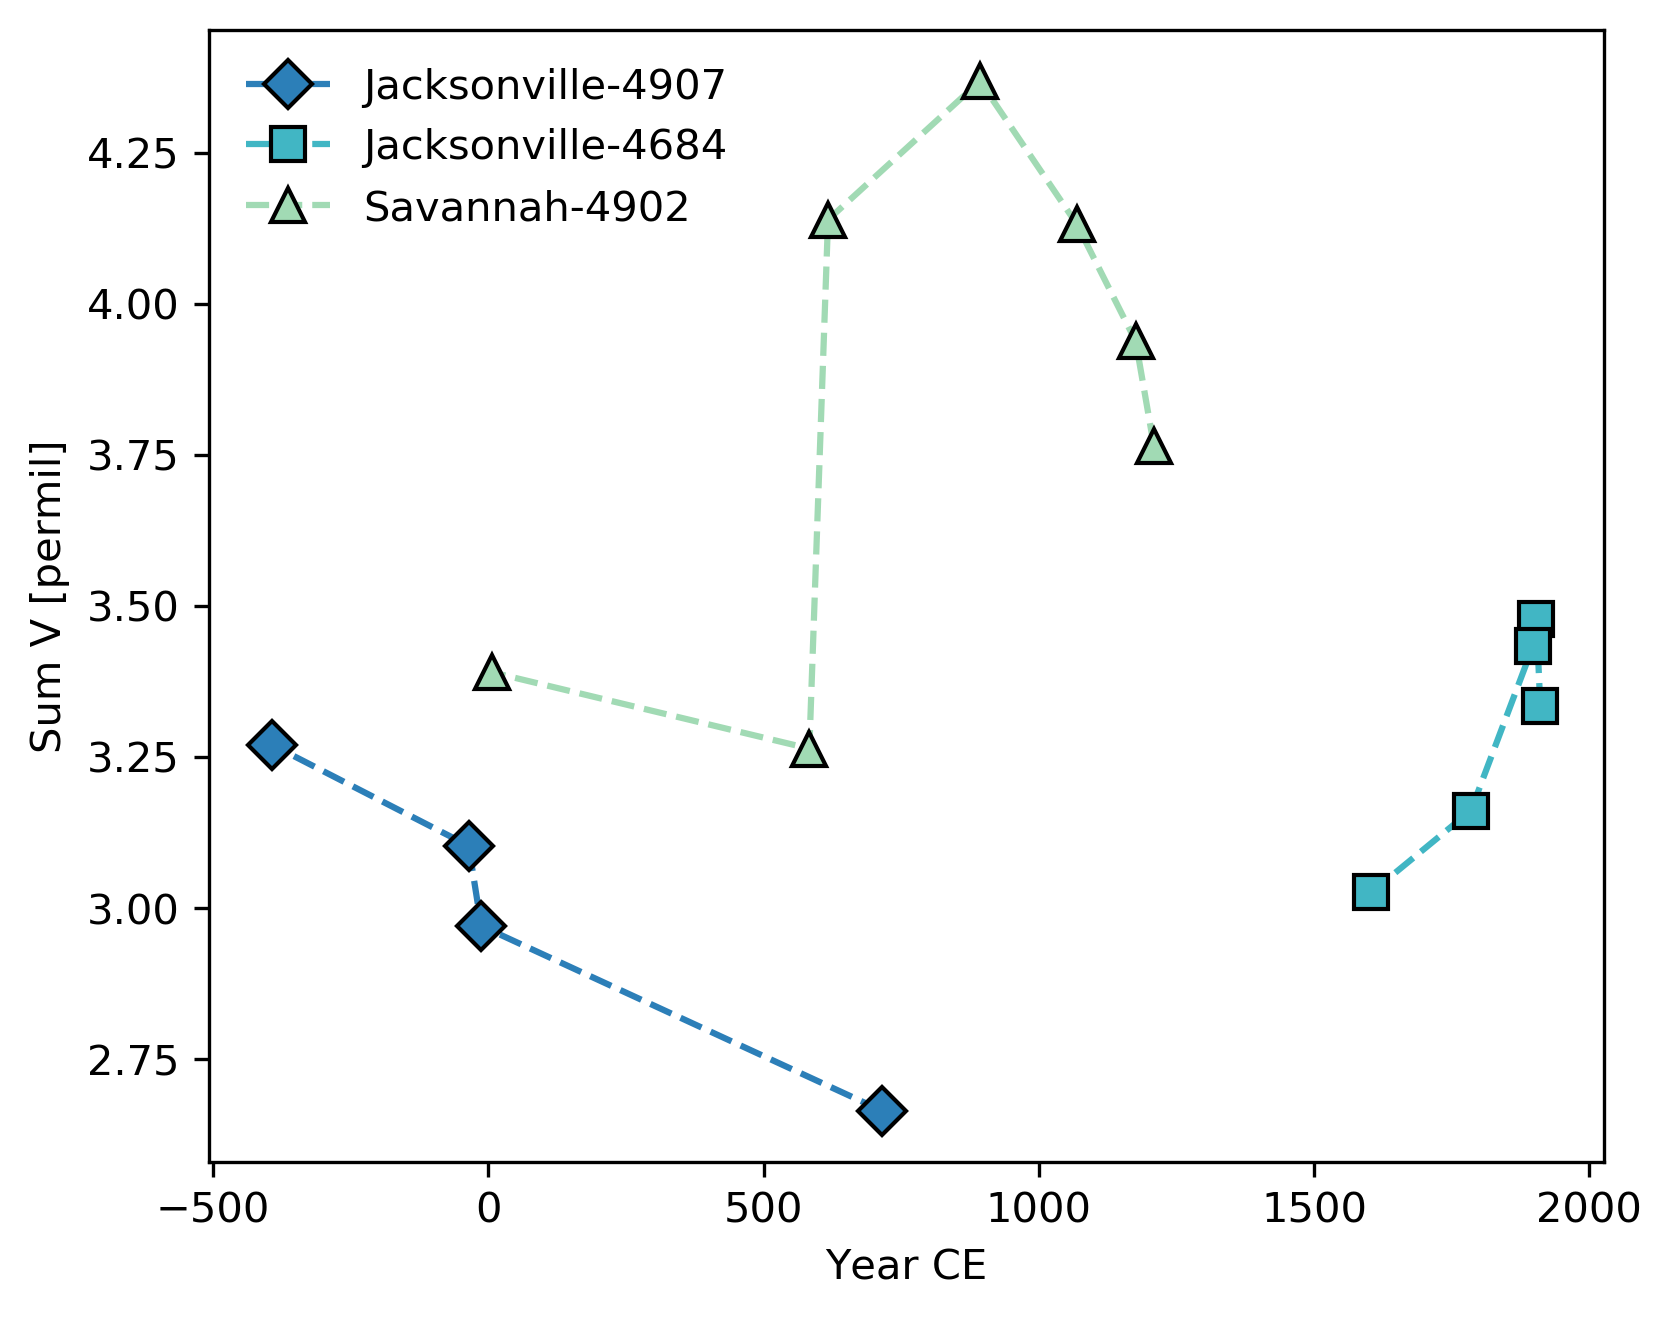 Jacksonville-4907
Jacksonville-4684
Savannah-4902
4.25
4.00
3.75
3.50
3.25
3.00
2.75
Sum V [permil]
−500 0 500 1000 1500 2000
Year CE